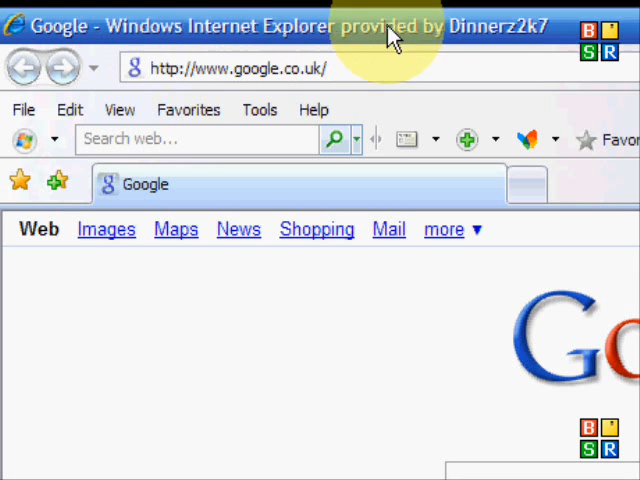 Google - Windows Internet Explorer provided by Dinnerz2k7
B
S R
http://www.google.co.uk/
File Edit View Favorites Tools Help
Search web...
Favor
Google
Web Images Maps News Shopping Mail more ▼
Go
B
S R